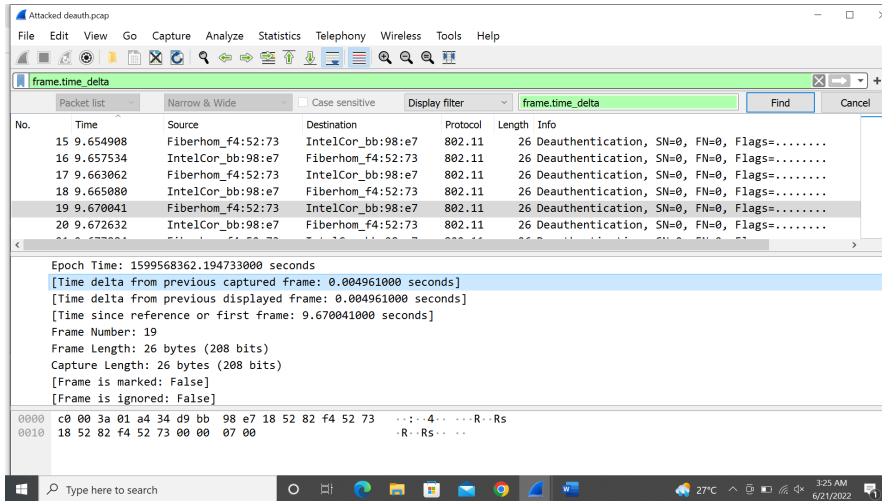 Attacked deauth.pcap
File Edit View Go Capture Analyze Statistics Telephony Wireless Tools Help
frame.time_delta
Packet list Narrow & Wide Case sensitive Display filter frame.time_delta Find Cancel
No. Time Source Destination Protocol Length Info
15 9.654908 Fiberhom_f4:52:73 IntelCor_bb:98:e7 802.11 26 Deauthentication, SN=0, FN=0, Flags=........
16 9.657534 IntelCor_bb:98:e7 Fiberhom_f4:52:73 802.11 26 Deauthentication, SN=0, FN=0, Flags=........
17 9.663062 Fiberhom_f4:52:73 IntelCor_bb:98:e7 802.11 26 Deauthentication, SN=0, FN=0, Flags=........
18 9.665080 IntelCor_bb:98:e7 Fiberhom_f4:52:73 802.11 26 Deauthentication, SN=0, FN=0, Flags=........
19 9.670041 Fiberhom_f4:52:73 IntelCor_bb:98:e7 802.11 26 Deauthentication, SN=0, FN=0, Flags=........
20 9.672632 IntelCor_bb:98:e7 Fiberhom_f4:52:73 802.11 26 Deauthentication, SN=0, FN=0, Flags=........
Epoch Time: 1599568362.194733000 seconds
[Time delta from previous captured frame: 0.004961000 seconds]
[Time delta from previous displayed frame: 0.004961000 seconds]
[Time since reference or first frame: 9.670041000 seconds]
Frame Number: 19
Frame Length: 26 bytes (208 bits)
Capture Length: 26 bytes (208 bits)
[Frame is marked: False]
[Frame is ignored: False]
0000 c0 00 3a 01 a4 34 d9 bb 98 e7 18 52 82 f4 52 73 ··:··4·· ···R··Rs
0010 18 52 82 f4 52 73 00 00 07 00 ·R··Rs·· ··
Type here to search 27°C 3:25 AM
6/21/2022